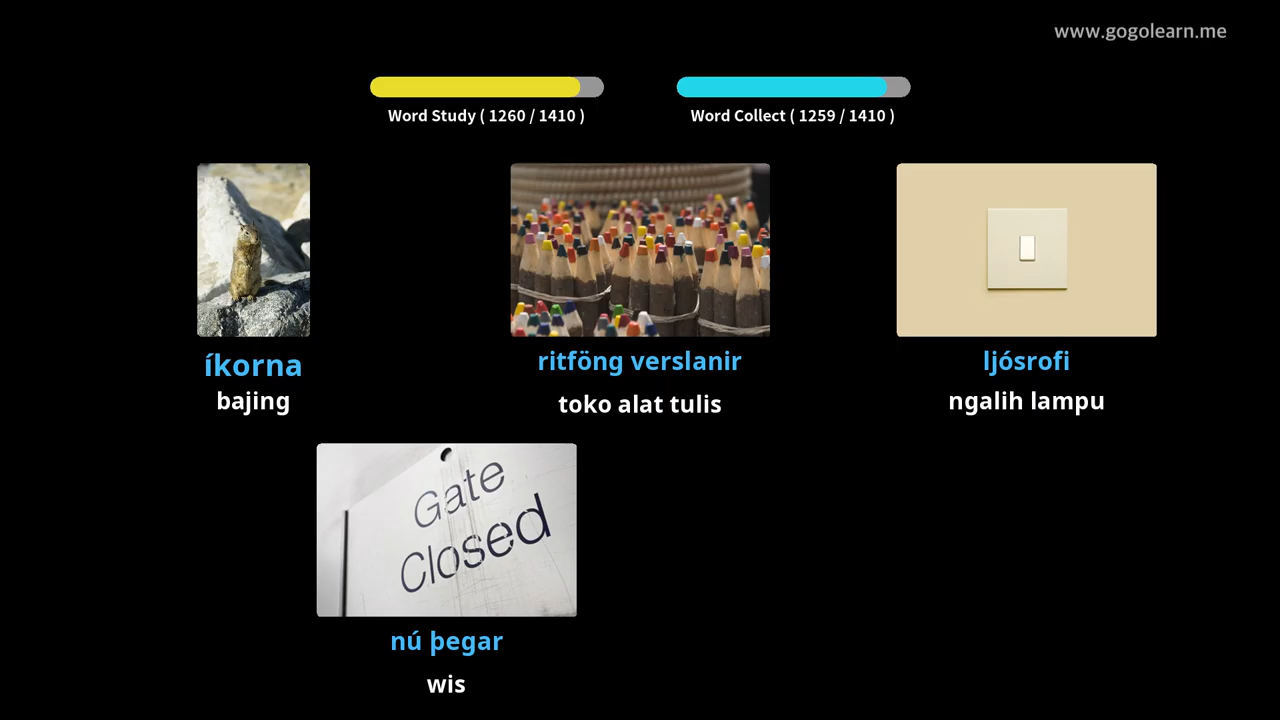 www.gogolearn.me
Word Study ( 1260 / 1410 )
Word Collect ( 1259 / 1410 )
íkorna
bajing
ritföng verslanir
toko alat tulis
ljósrofi
ngalih lampu
Gate
Closed
nú þegar
wis